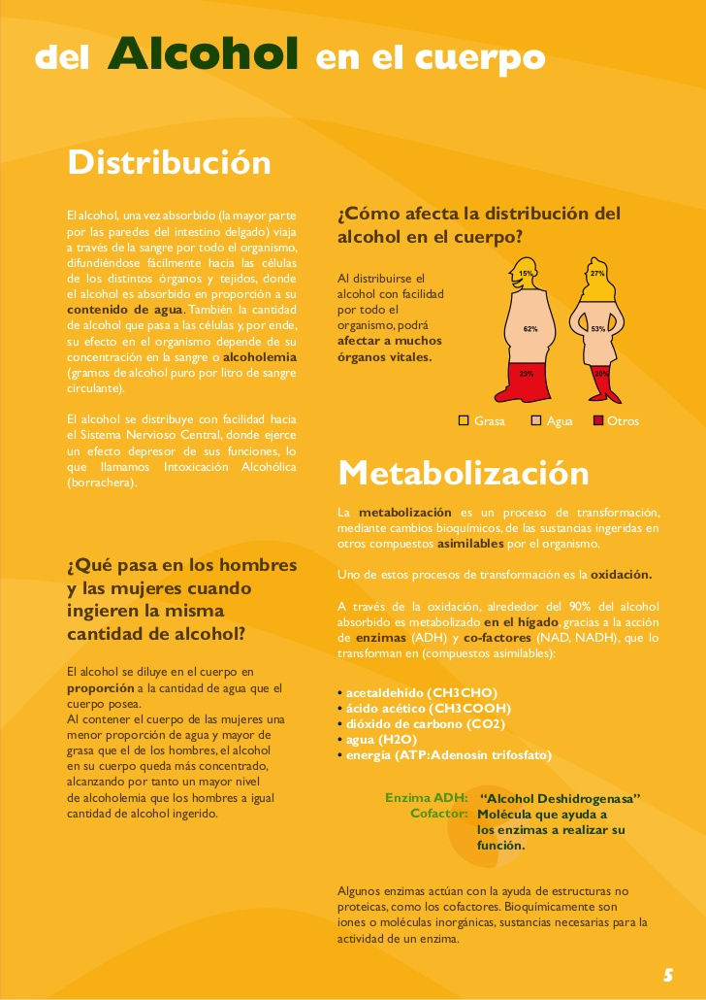 del Alcohol en el cuerpo
Distribución
El alcohol, una vez absorbido (la mayor parte
por las paredes del intestino delgado) viaja
a través de la sangre por todo el organismo,
difundiéndose fácilmente hacia las células
de los distintos órganos y tejidos, donde
el alcohol es absorbido en proporción a su
contenido de agua. También la cantidad
de alcohol que pasa a las células y, por ende,
su efecto en el organismo depende de su
concentración en la sangre o alcoholemia
(gramos de alcohol puro por litro de sangre
circulante).
El alcohol se distribuye con facilidad hacia
el Sistema Nervioso Central, donde ejerce
un efecto depresor de sus funciones, lo
que llamamos Intoxicación Alcohólica
(borrachera).
¿Qué pasa en los hombres
y las mujeres cuando
ingieren la misma
cantidad de alcohol?
El alcohol se diluye en el cuerpo en
proporción a la cantidad de agua que el
cuerpo posea.
Al contener el cuerpo de las mujeres una
menor proporción de agua y mayor de
grasa que el de los hombres, el alcohol
en su cuerpo queda más concentrado,
alcanzando por tanto un mayor nivel
de alcoholemia que los hombres a igual
cantidad de alcohol ingerido.
¿Cómo afecta la distribución del
alcohol en el cuerpo?
Al distribuirse el
alcohol con facilidad
por todo el
organismo, podrá
afectar a muchos
órganos vitales.
15% 27%
62% 53%
23% 20%
Grasa Agua Otros
Metabolización
La metabolización es un proceso de transformación,
mediante cambios bioquímicos, de las sustancias ingeridas en
otros compuestos asimilables por el organismo.
Uno de estos procesos de transformación es la oxidación.
A través de la oxidación, alrededor del 90% del alcohol
absorbido es metabolizado en el hígado, gracias a la acción
de enzimas (ADH) y co-factores (NAD, NADH), que lo
transforman en (compuestos asimilables):
• acetaldehído (CH3CHO)
• ácido acético (CH3COOH)
• dióxido de carbono (CO2)
• agua (H2O)
• energía (ATP: Adenosín trifosfato)
Enzima ADH: “Alcohol Deshidrogenasa”
Cofactor: Molécula que ayuda a
los enzimas a realizar su
función.
Algunos enzimas actúan con la ayuda de estructuras no
proteicas, como los cofactores. Bioquímicamente son
iones o moléculas inorgánicas, sustancias necesarias para la
actividad de un enzima.
5